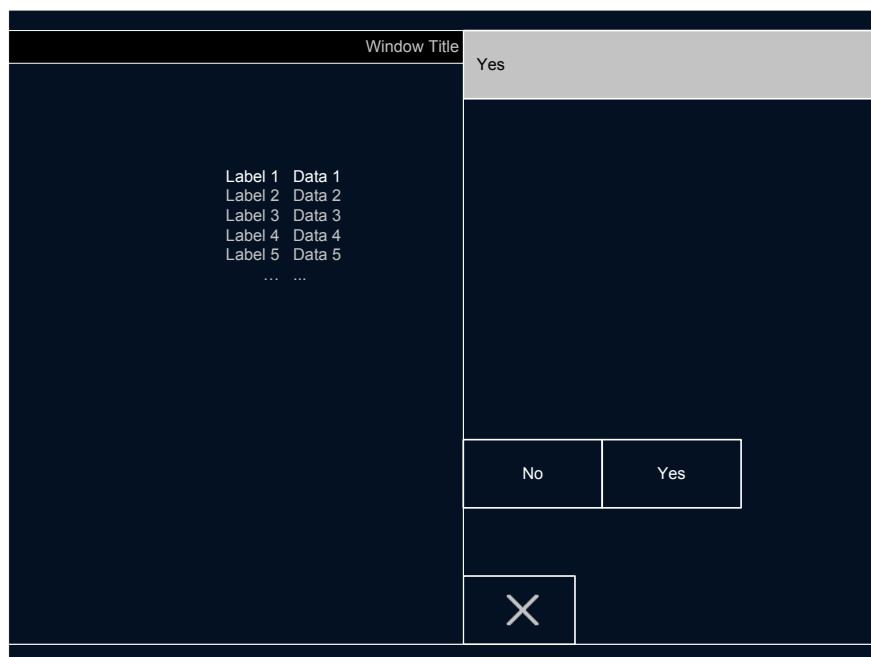 Window Title
Yes
Label 1 Data 1
Label 2 Data 2
Label 3 Data 3
Label 4 Data 4
Label 5 Data 5
… ...
No
Yes